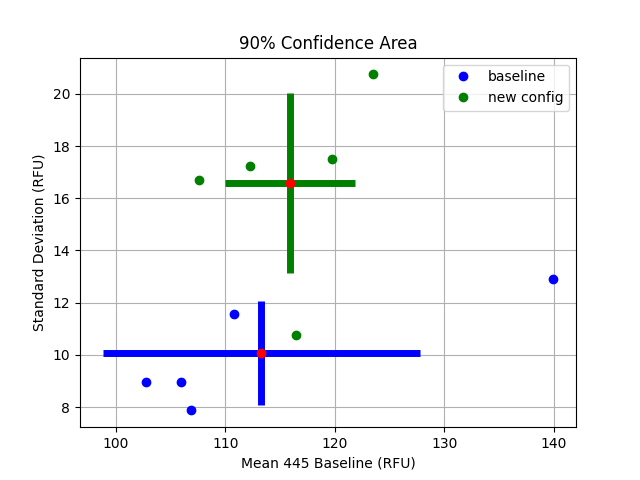 90% Confidence Area
baseline
new config
20
18
16
14
12
10
8
Standard Deviation (RFU)
100 110 120 130 140
Mean 445 Baseline (RFU)